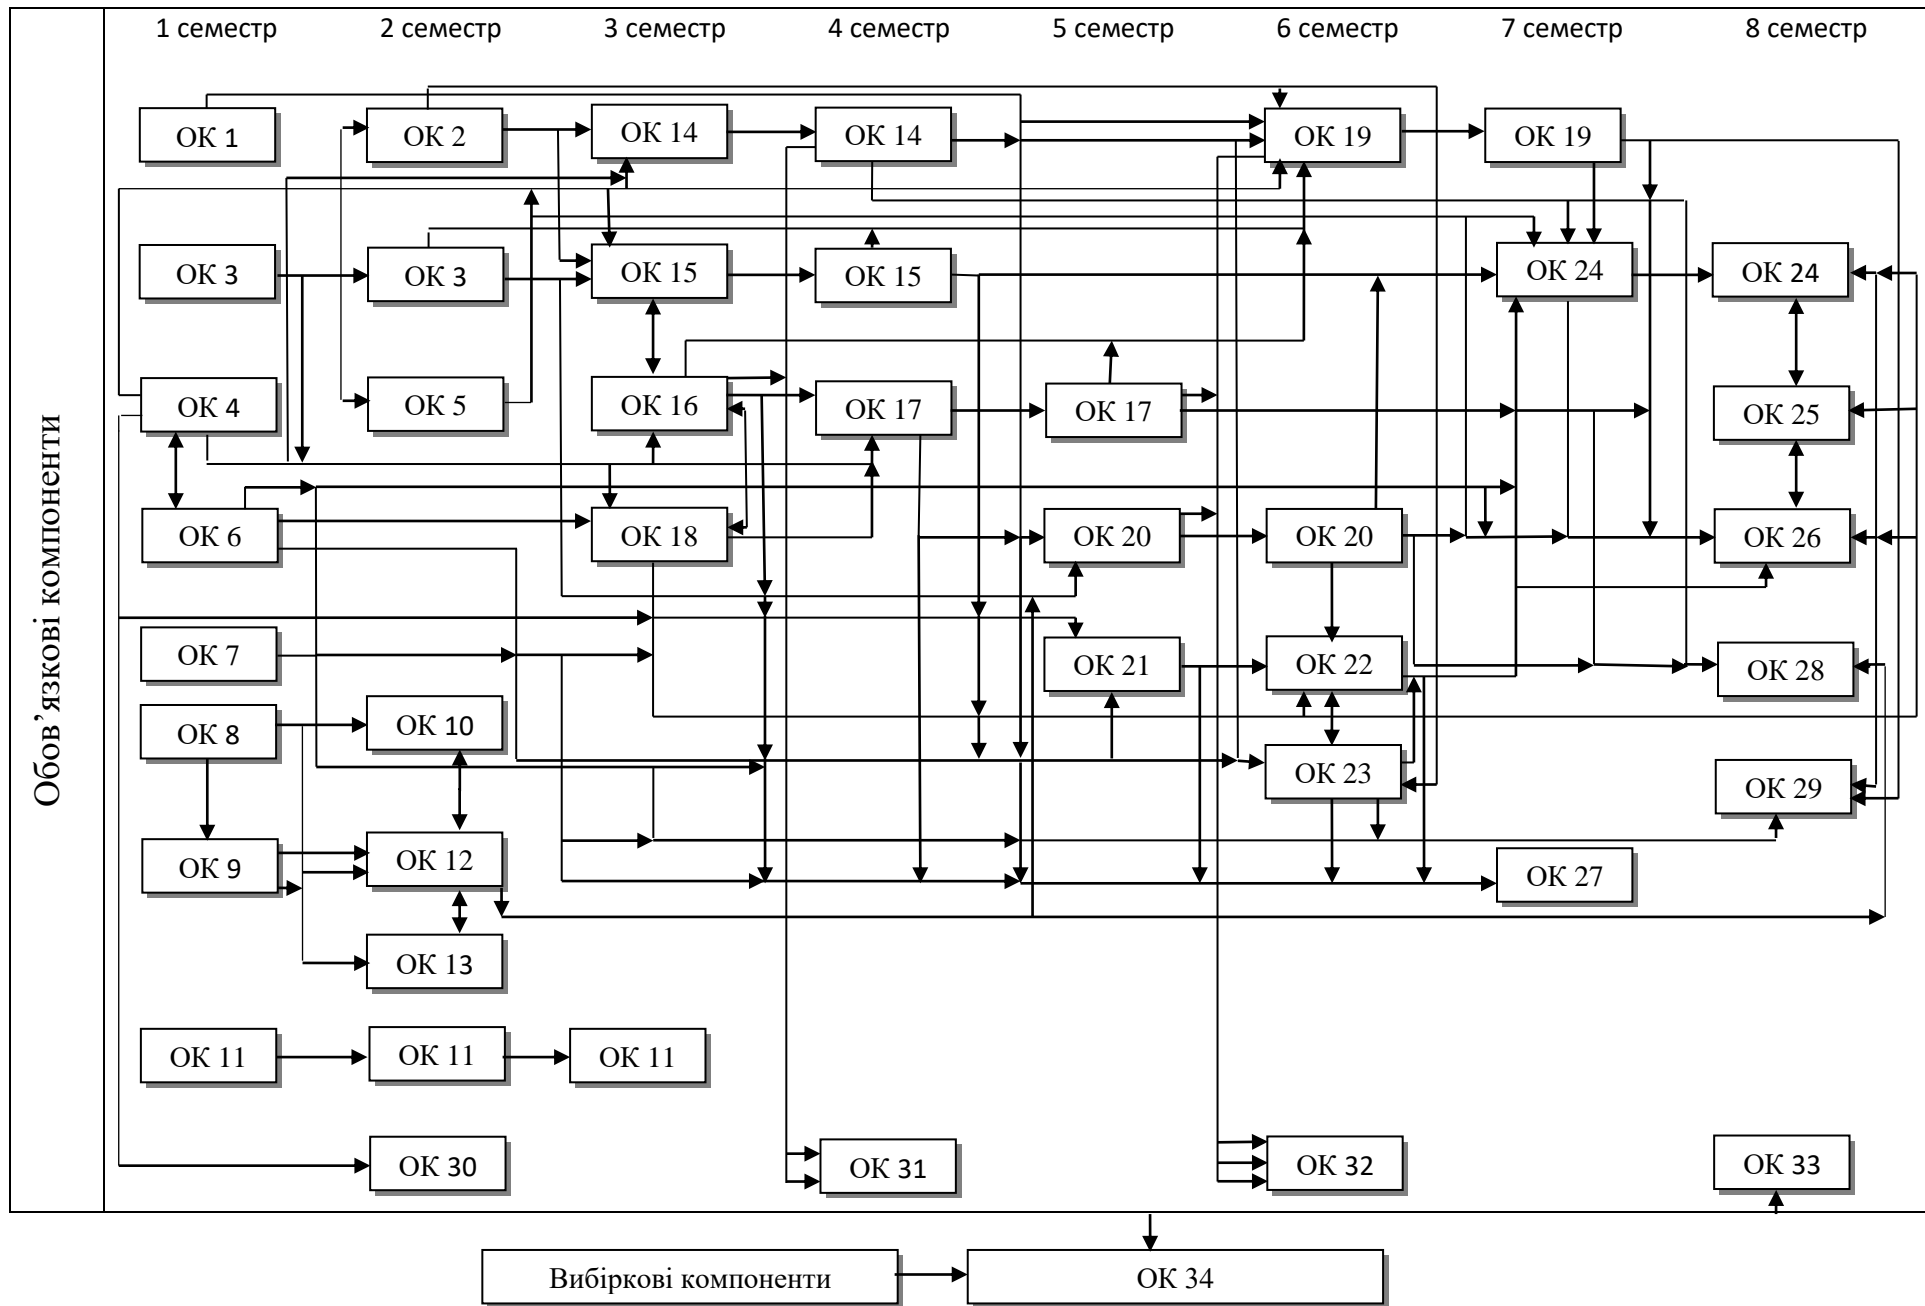 1 семестр
2 семестр
3 семестр
4 семестр
5 семестр
6 семестр
7 семестр
8 семестр
Обов’язкові компоненти
ОК 1
ОК 2
ОК 14
ОК 14
ОК 19
ОК 19
ОК 3
ОК 3
ОК 15
ОК 15
ОК 24
ОК 24
ОК 4
ОК 5
ОК 16
ОК 17
ОК 17
ОК 25
ОК 6
ОК 18
ОК 20
ОК 20
ОК 26
ОК 7
ОК 21
ОК 22
ОК 28
ОК 8
ОК 10
ОК 23
ОК 29
ОК 9
ОК 12
ОК 27
ОК 13
ОК 11
ОК 11
ОК 11
ОК 30
ОК 31
ОК 32
ОК 33
Вибіркові компоненти
ОК 34